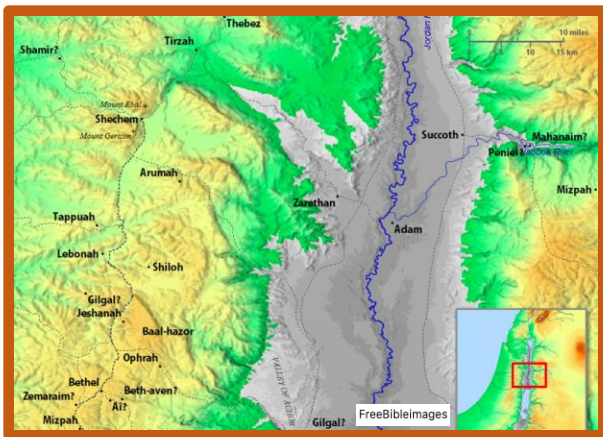 Thebez
Tirzah
Shamir?
10 miles
5
10
15 km
Mount Ebal
Shechem
Mount Gerizim
Succoth
Mahanaim?
Peniel?
Jabbok River
Arumah
Mizpah
Zarethan
Tappuah
Adam
Lebonah
Shiloh
Gilgal?
Jeshanah
Baal-hazor
Ophrah
Bethel
Beth-aven?
Zemaraim?
Ai?
VALLEY OF ACHOR
Mizpah
Gilgal?
FreeBibleimages